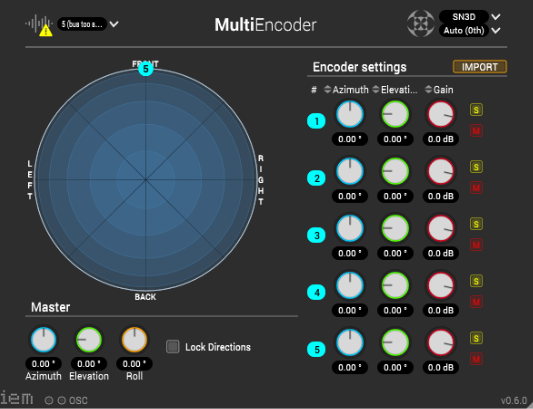 5 (bus too s...
MultiEncoder
SN3D
Auto (0th)
FRONT
5
LEFT
RIGHT
BACK
Encoder settings
IMPORT
# Azimuth Elevati... Gain
1
S
M
0.00 ° 0.00 ° 0.0 dB
2
S
M
0.00 ° 0.00 ° 0.0 dB
3
S
M
0.00 ° 0.00 ° 0.0 dB
4
S
M
0.00 ° 0.00 ° 0.0 dB
5
S
M
0.00 ° 0.00 ° 0.0 dB
Master
0.00 ° 0.00 ° 0.00 °
Azimuth Elevation Roll
Lock Directions
iem
OSC
v0.6.0